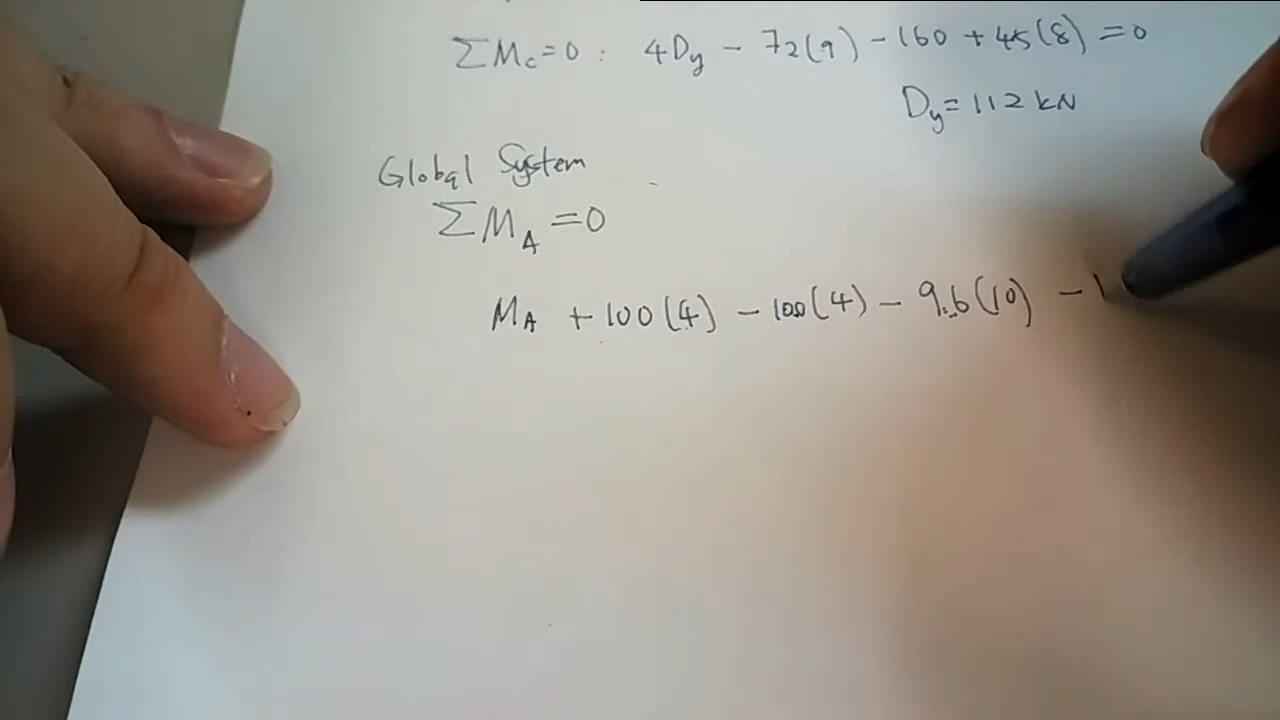 ΣM_c = 0 : 4D_y - 72(9) - 160 + 45(8) = 0
D_y = 112 kN
Global System
ΣM_A = 0
M_A + 100(4) - 100(4) - 9.6(10) - 1